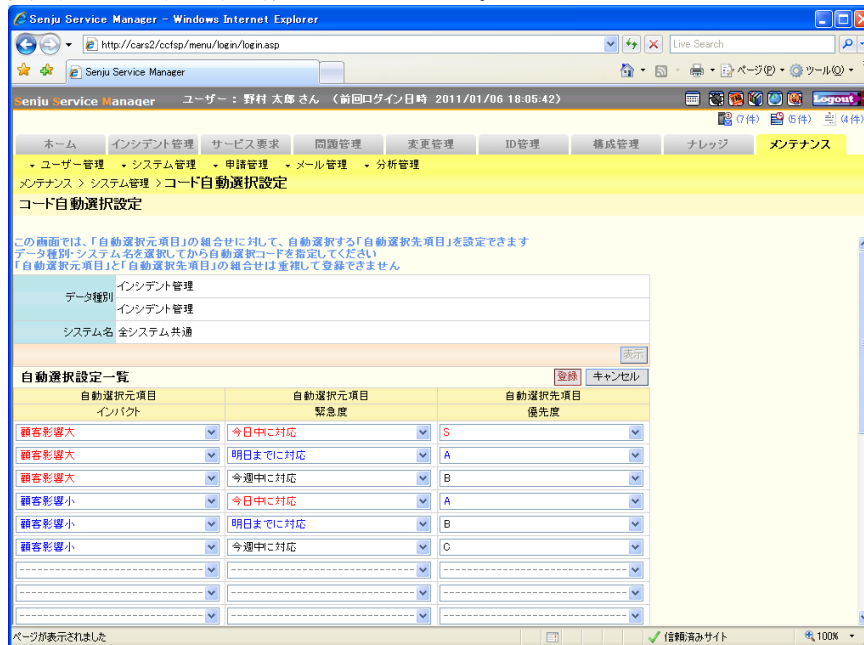 Senju Service Manager - Windows Internet Explorer
http://cars2/ccfsp/menu/login/login.asp
Live Search
Senju Service Manager
ページ(P)
ツール(O)
Senju Service Manager ユーザー：野村 太郎 さん （前回ログイン日時 2011/01/06 18:05:42） Logout
(7件) (5件) (4件)
ホーム インシデント管理 サービス要求 問題管理 変更管理 ID管理 構成管理 ナレッジ メンテナンス
ユーザー管理 システム管理 申請管理 メール管理 分析管理
メンテナンス > システム管理 > コード自動選択設定
コード自動選択設定
この画面では、「自動選択元項目」の組合せに対して、自動選択する「自動選択先項目」を設定できます
データ種別・システム名を選択してから自動選択コードを指定してください
「自動選択元項目」と「自動選択先項目」の組合せは重複して登録できません
データ種別 インシデント管理
インシデント管理
システム名 全システム共通
表示
自動選択設定一覧 登録 キャンセル
自動選択元項目 自動選択元項目 自動選択先項目
インパクト 緊急度 優先度
顧客影響大 今日中に対応 S
顧客影響大 明日までに対応 A
顧客影響大 今週中に対応 B
顧客影響小 今日中に対応 A
顧客影響小 明日までに対応 B
顧客影響小 今週中に対応 C
ページが表示されました 信頼済みサイト 100%